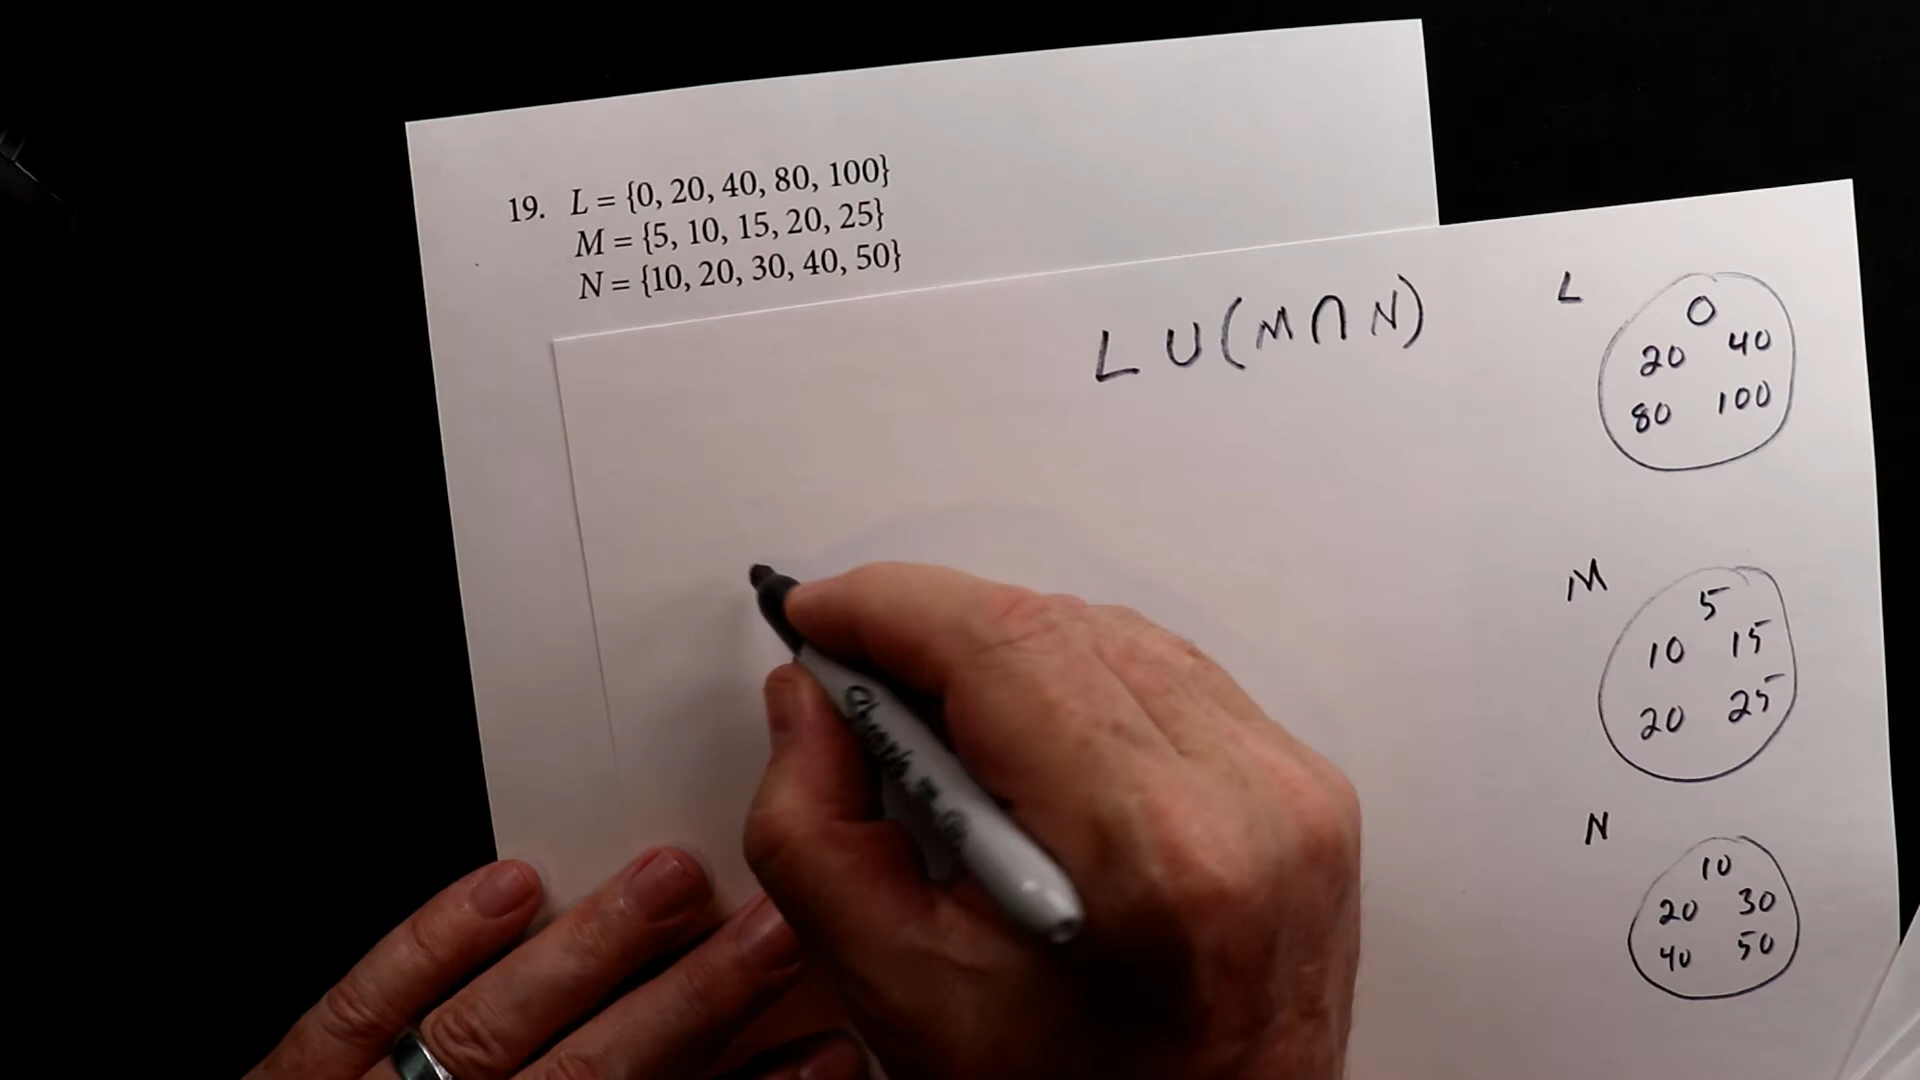 19. L = {0, 20, 40, 80, 100}
M = {5, 10, 15, 20, 25}
N = {10, 20, 30, 40, 50}
L ∪ (M ∩ N)
L
0
20 40
80 100
M
5
10 15
20 25
N
10
20 30
40 50